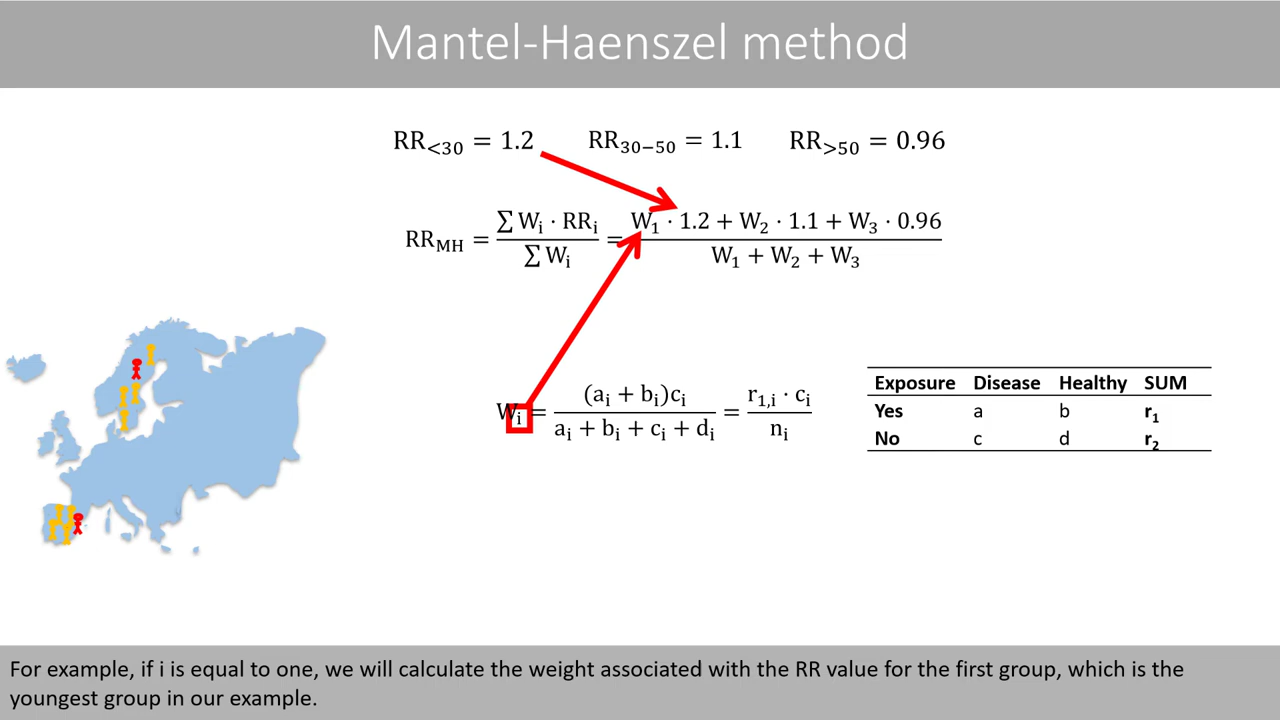 Mantel-Haenszel method
RR<30 = 1.2 RR30−50 = 1.1 RR>50 = 0.96
RRMH = ∑ Wi · RRi / ∑ Wi = W1 · 1.2 + W2 · 1.1 + W3 · 0.96 / W1 + W2 + W3
Wi = (ai + bi)ci / ai + bi + ci + di = r1,i · ci / ni
Exposure Disease Healthy SUM
Yes a b r1
No c d r2
For example, if i is equal to one, we will calculate the weight associated with the RR value for the first group, which is the
youngest group in our example.